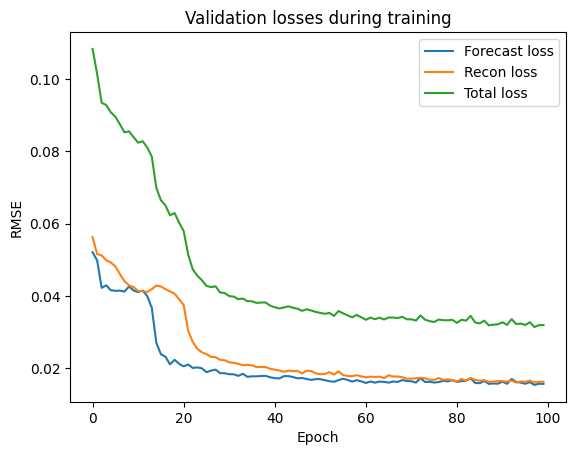 Validation losses during training
Forecast loss
Recon loss
Total loss
0.10
0.08
0.06
0.04
0.02
RMSE
0 20 40 60 80 100
Epoch